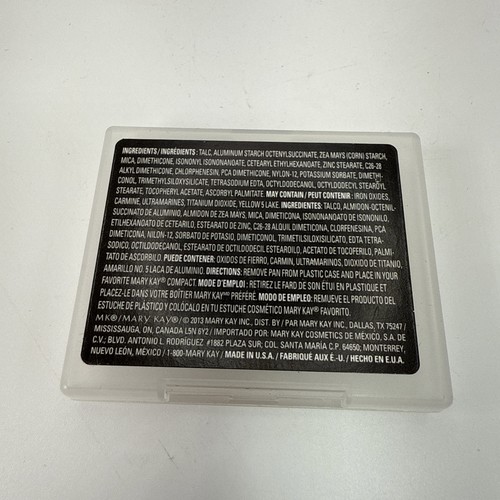 INGREDIENTS/INGRÉDIENTS: TALC, ALUMINUM STARCH OCTENYLSUCCINATE, ZEA MAYS (CORN) STARCH,
MICA, DIMETHICONE, ISONONYL ISONONANOATE, CETEARYL ETHYLHEXANOATE, ZINC STEARATE, C26-28
ALKYL DIMETHICONE, CHLORPHENESIN, PCA DIMETHICONE, NYLON-12, POTASSIUM SORBATE, DIMETHI-
CONOL, TRIMETHYLSILOXYSILICATE, TETRASODIUM EDTA, OCTYLDODECANOL, OCTYLDODECYL STEAROYL
STEARATE, TOCOPHERYL ACETATE, ASCORBYL PALMITATE. MAY CONTAIN / PEUT CONTENIR: IRON OXIDES,
CARMINE, ULTRAMARINES, TITANIUM DIOXIDE, YELLOW 5 LAKE. INGREDIENTES: TALCO, ALMIDON-OCTENIL-
SUCCINATO DE ALUMINIO, ALMIDON DE ZEA MAYS, MICA, DIMETICONA, ISONONANOATO DE ISONONILO,
ETILHEXANOATO DE CETEARILO, ESTEARATO DE ZINC, C26-28 ALQUIL DIMETICONA, CLORFENESINA, PCA
DIMETICONA, NILON-12, SORBATO DE POTASIO, DIMETICONOL, TRIMETILSILOXISILICATO, EDTA TETRA-
SODICO, OCTILDODECANOL, ESTEARATO DE OCTILDODECIL ESTEAROILO, ACETATO DE TOCOFERILO, PALMI-
TATO DE ASCORBILO. PUEDE CONTENER: OXIDOS DE FIERRO, CARMIN, ULTRAMARINOS, DIOXIDO DE TITANIO,
AMARILLO NO. 5 LACA DE ALUMINIO. DIRECTIONS: REMOVE PAN FROM PLASTIC CASE AND PLACE IN YOUR
FAVORITE MARY KAY® COMPACT. MODE D'EMPLOI: RETIREZ LE FARD DE SON ÉTUI EN PLASTIQUE ET
PLACEZ-LE DANS VOTRE BOÎTIER MARY KAY PRÉFÉRÉ. MODO DE EMPLEO: REMUEVE EL PRODUCTO DEL
ESTUCHE DE PLÁSTICO Y COLÓCALO EN TU ESTUCHE COSMÉTICO MARY KAY® FAVORITO.
MK®/MARY KAY®/© 2013 MARY KAY INC., DIST. BY / PAR MARY KAY INC., DALLAS, TX 75247 /
MISSISSAUGA, ON, CANADA L5N 6Y2 / IMPORTADO POR: MARY KAY COSMETICS DE MÉXICO, S.A. DE
C.V.; BLVD. ANTONIO L. RODRÍGUEZ #1882 PLAZA SUR; COL. SANTA MARÍA C.P. 64650; MONTERREY,
NUEVO LEÓN, MÉXICO / 1-800-MARY KAY / MADE IN U.S.A. / FABRIQUÉ AUX É.-U. / HECHO EN E.U.A.